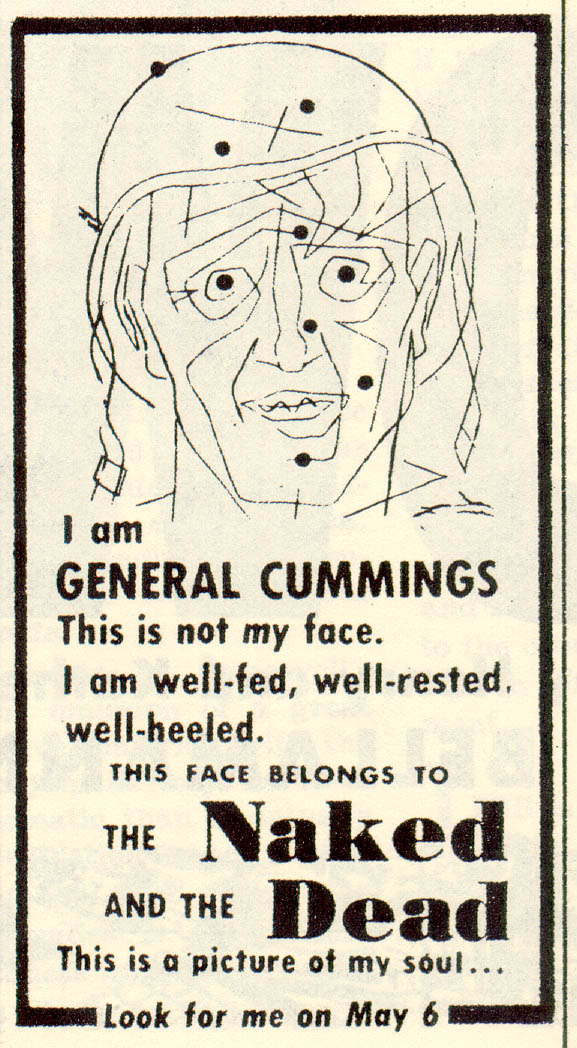 I am
GENERAL CUMMINGS
This is not my face.
I am well-fed, well-rested,
well-heeled.
THIS FACE BELONGS TO
THE Naked
AND THE Dead
This is a picture of my soul...
Look for me on May 6